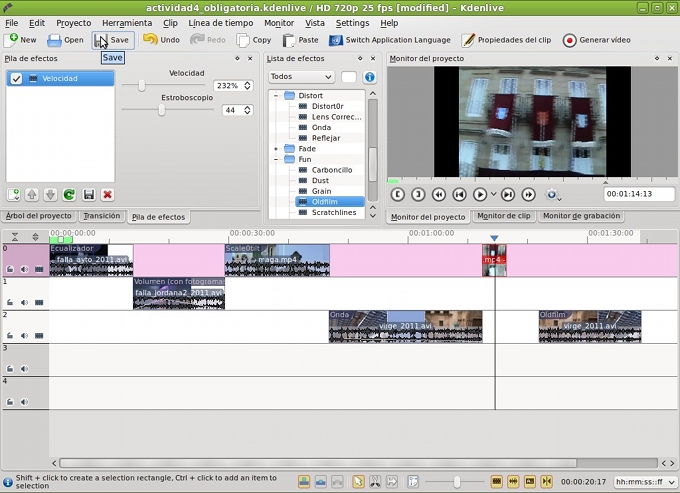 actividad4_obligatoria.kdenlive / HD 720p 25 fps [modified] – Kdenlive
File Edit Proyecto Herramienta Clip Línea de tiempo Monitor Vista Settings Help
New Open Save Undo Redo Copy Paste Switch Application Language Propiedades del clip Generar vídeo
Save
Pila de efectos Lista de efectos Monitor del proyecto
Velocidad
Velocidad
232%
Estroboscopio
44
Todos
Distort
Distort0r
Lens Correc...
Onda
Reflejar
Fade
Fun
Carboncillo
Dust
Grain
Oldfilm
Scratchlines
00:01:14:13
Árbol del proyecto Transición Pila de efectos
Monitor del proyecto Monitor de clip Monitor de grabación
00:00:00:00 00:00:30:00 00:01:00:00 00:01:30:00
0
Ecualizador
falla_ayto_2011.avi
Scale0tilt
maga.mp4
.mp4 -
1
Volumen (con fotogramas
falla_jordana2_2011.avi
2
Onda
virge_2011.avi
Oldfilm
virge_2011.avi
3
4
Shift + click to create a selection rectangle, Ctrl + click to add an item to
selection
00:00:20:17
hh:mm:ss::ff